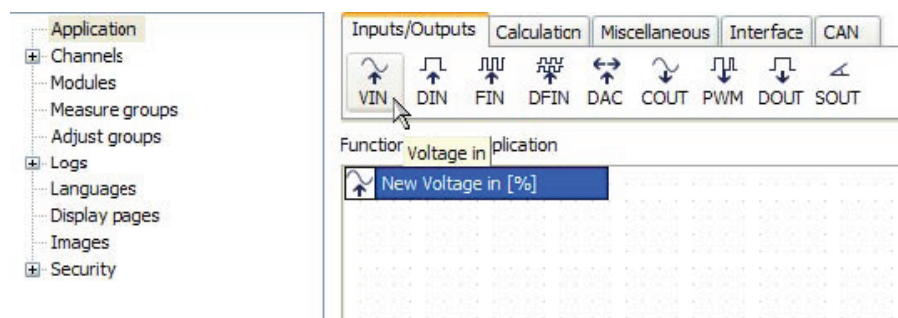 Application
Channels
Modules
Measure groups
Adjust groups
Logs
Languages
Display pages
Images
Security
Inputs/Outputs Calculation Miscellaneous Interface CAN
VIN DIN FIN DFIN DAC COUT PWM DOUT SOUT
Voltage in
Function plication
New Voltage in [%]